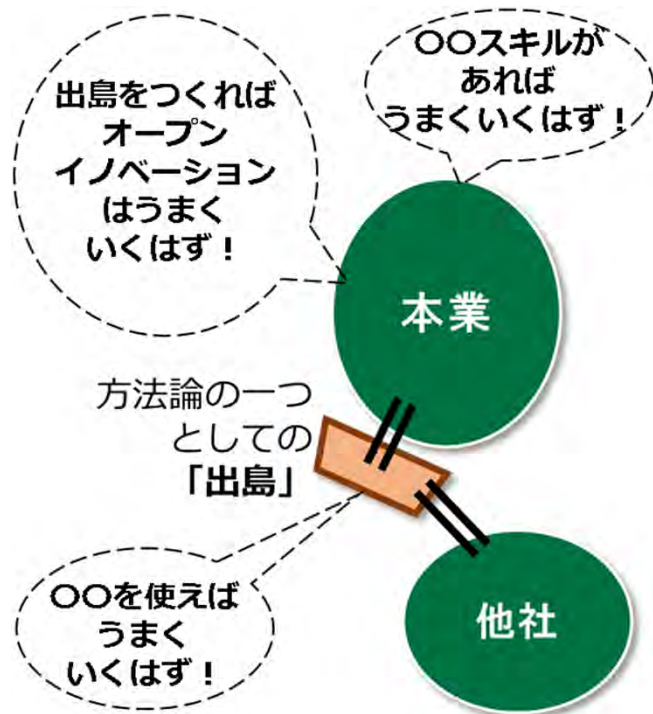 〇〇スキルが
あれば
うまくいくはず！
出島をつくれば
オープン
イノベーション
はうまく
いくはず！
本業
方法論の一つ
としての
「出島」
〇〇を使えば
うまく
いくはず！
他社